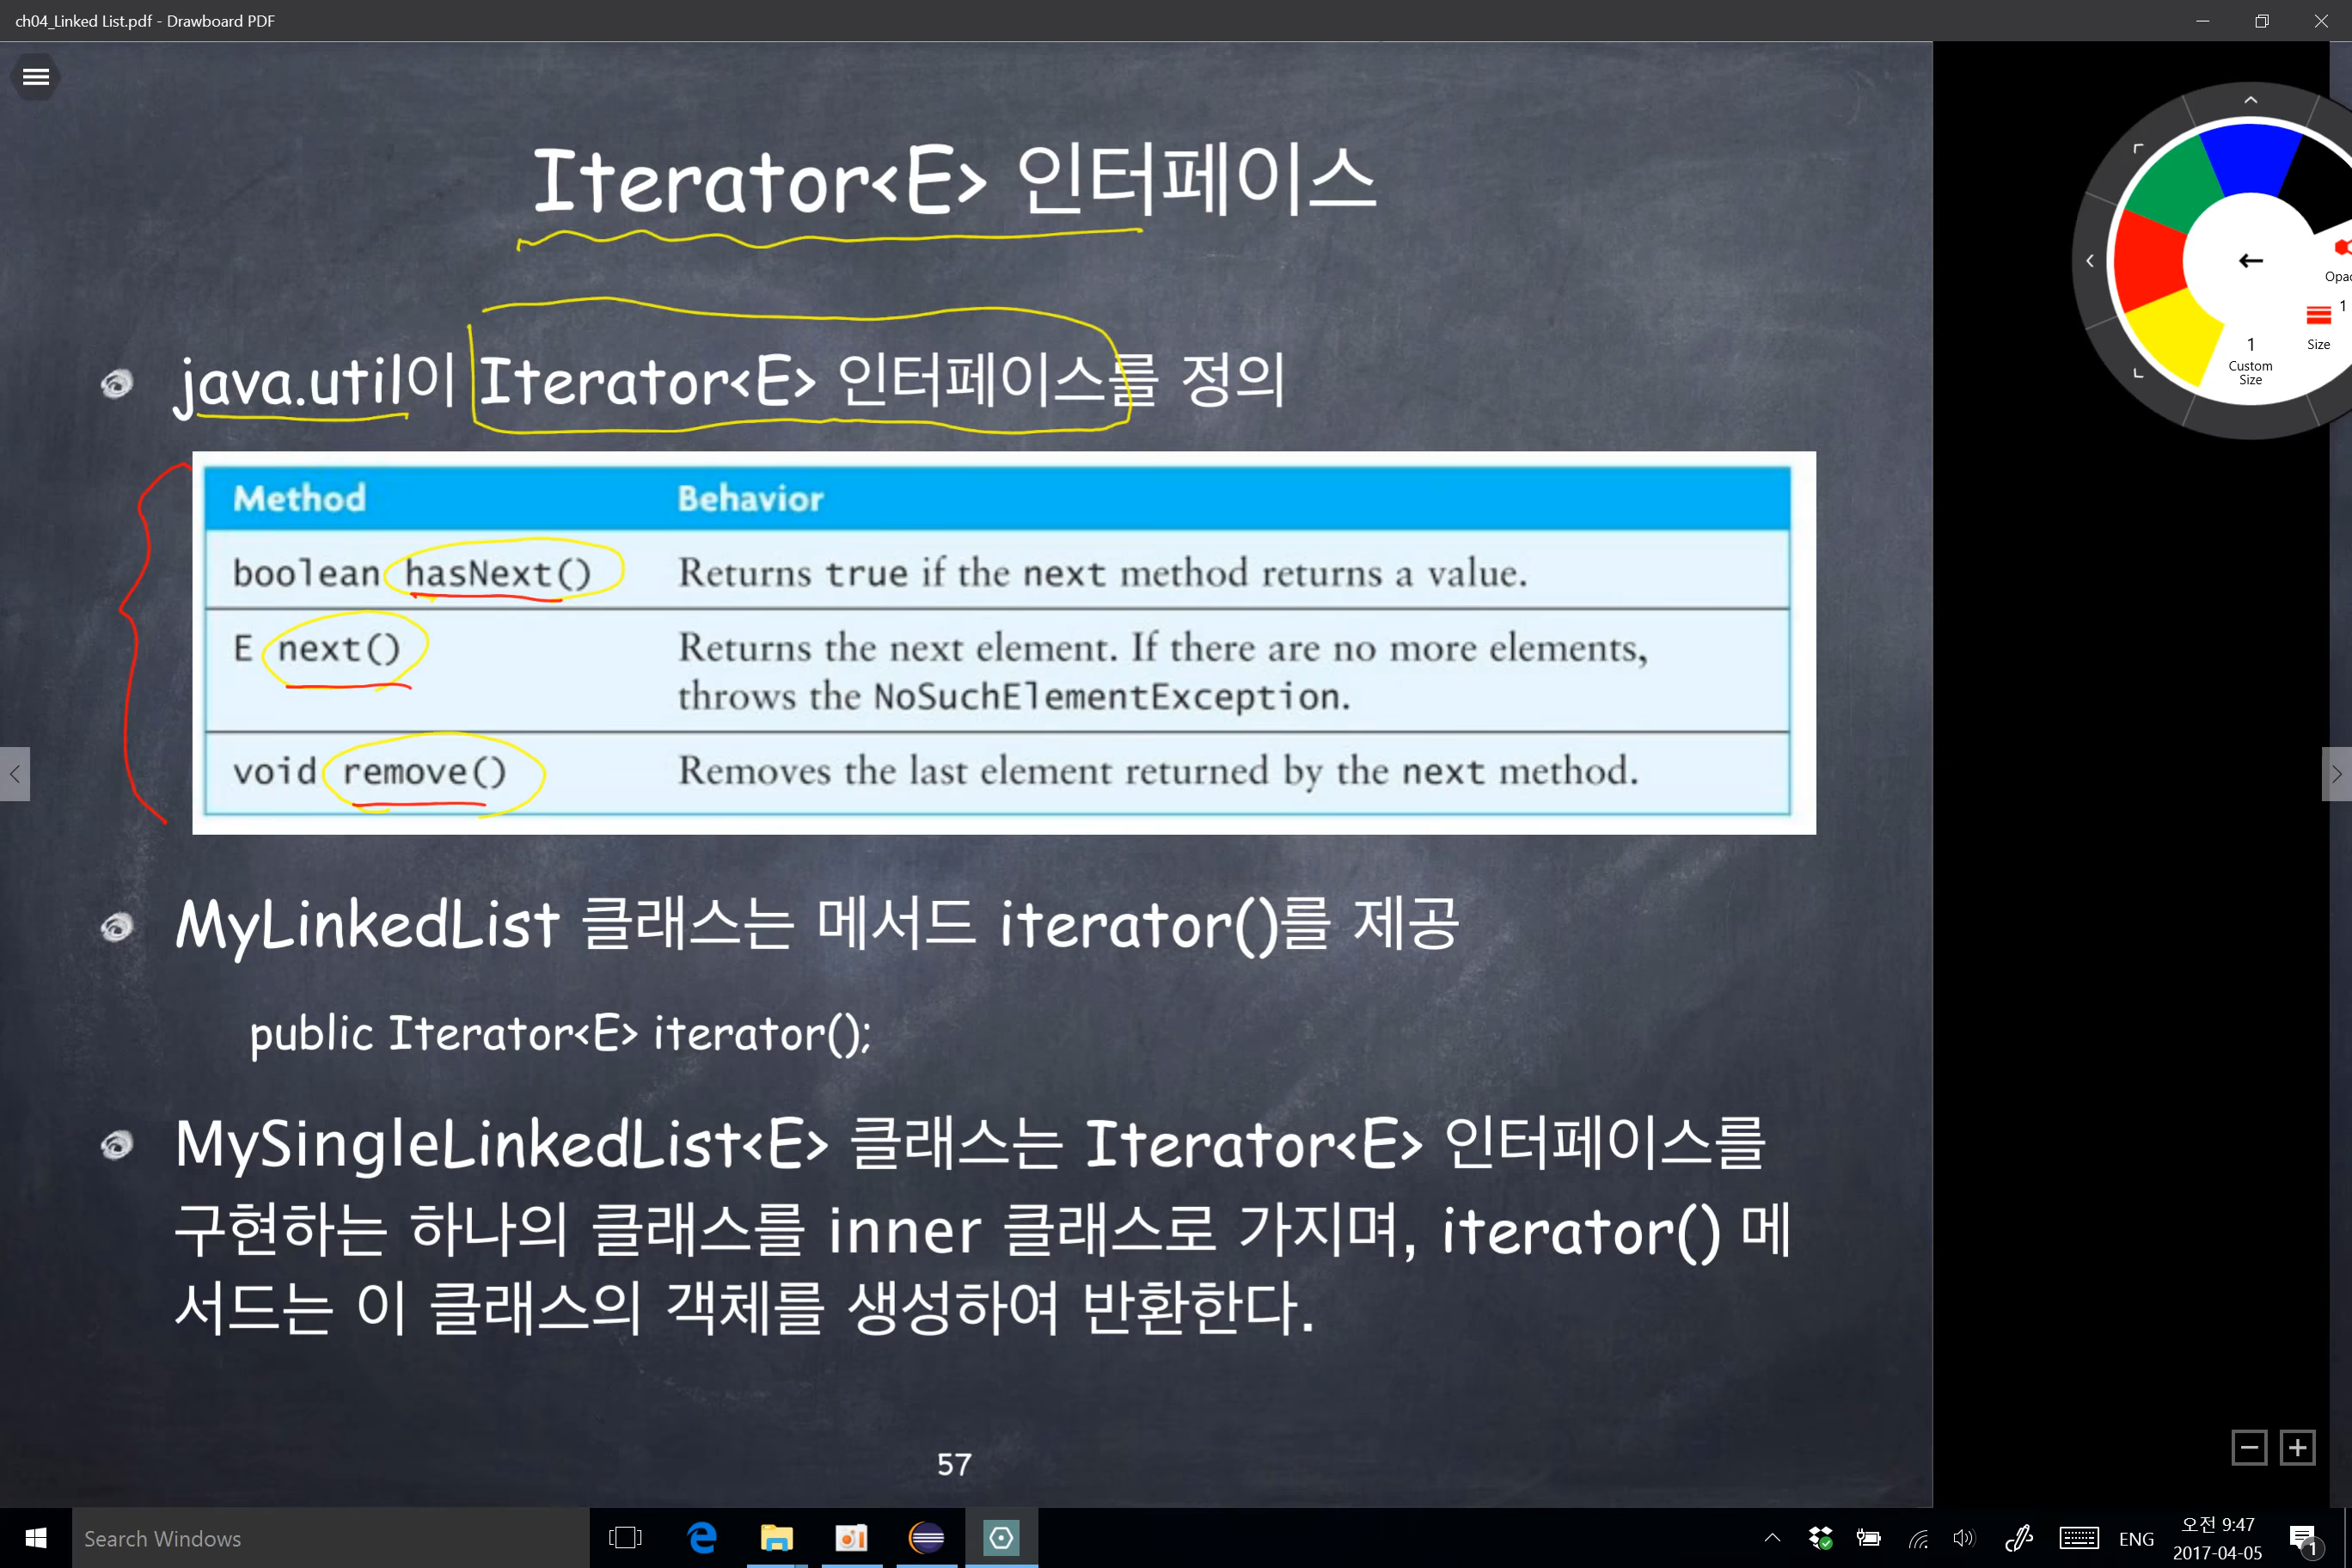 ch04_Linked List.pdf - Drawboard PDF
Iterator<E> 인터페이스
java.util이 Iterator<E> 인터페이스를 정의
Method Behavior
boolean hasNext() Returns true if the next method returns a value.
E next() Returns the next element. If there are no more elements,
throws the NoSuchElementException.
void remove() Removes the last element returned by the next method.
MyLinkedList 클래스는 메서드 iterator()를 제공
public Iterator<E> iterator();
MySingleLinkedList<E> 클래스는 Iterator<E> 인터페이스를
구현하는 하나의 클래스를 inner 클래스로 가지며, iterator() 메
서드는 이 클래스의 객체를 생성하여 반환한다.
57
Opac
1
Size
1
Custom
Size
Search Windows
ENG
오전 9:47
2017-04-05
1